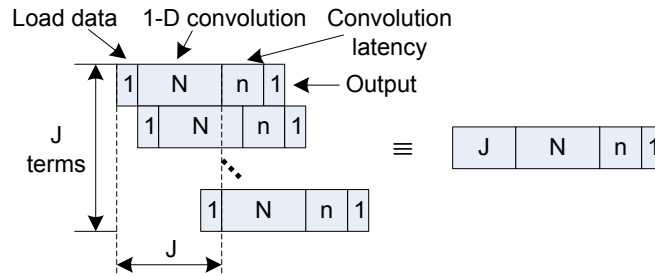 Load data 1-D convolution Convolution latency
1 N n 1 Output
1 N n 1
J terms
≡ J N n 1
1 N n 1
J